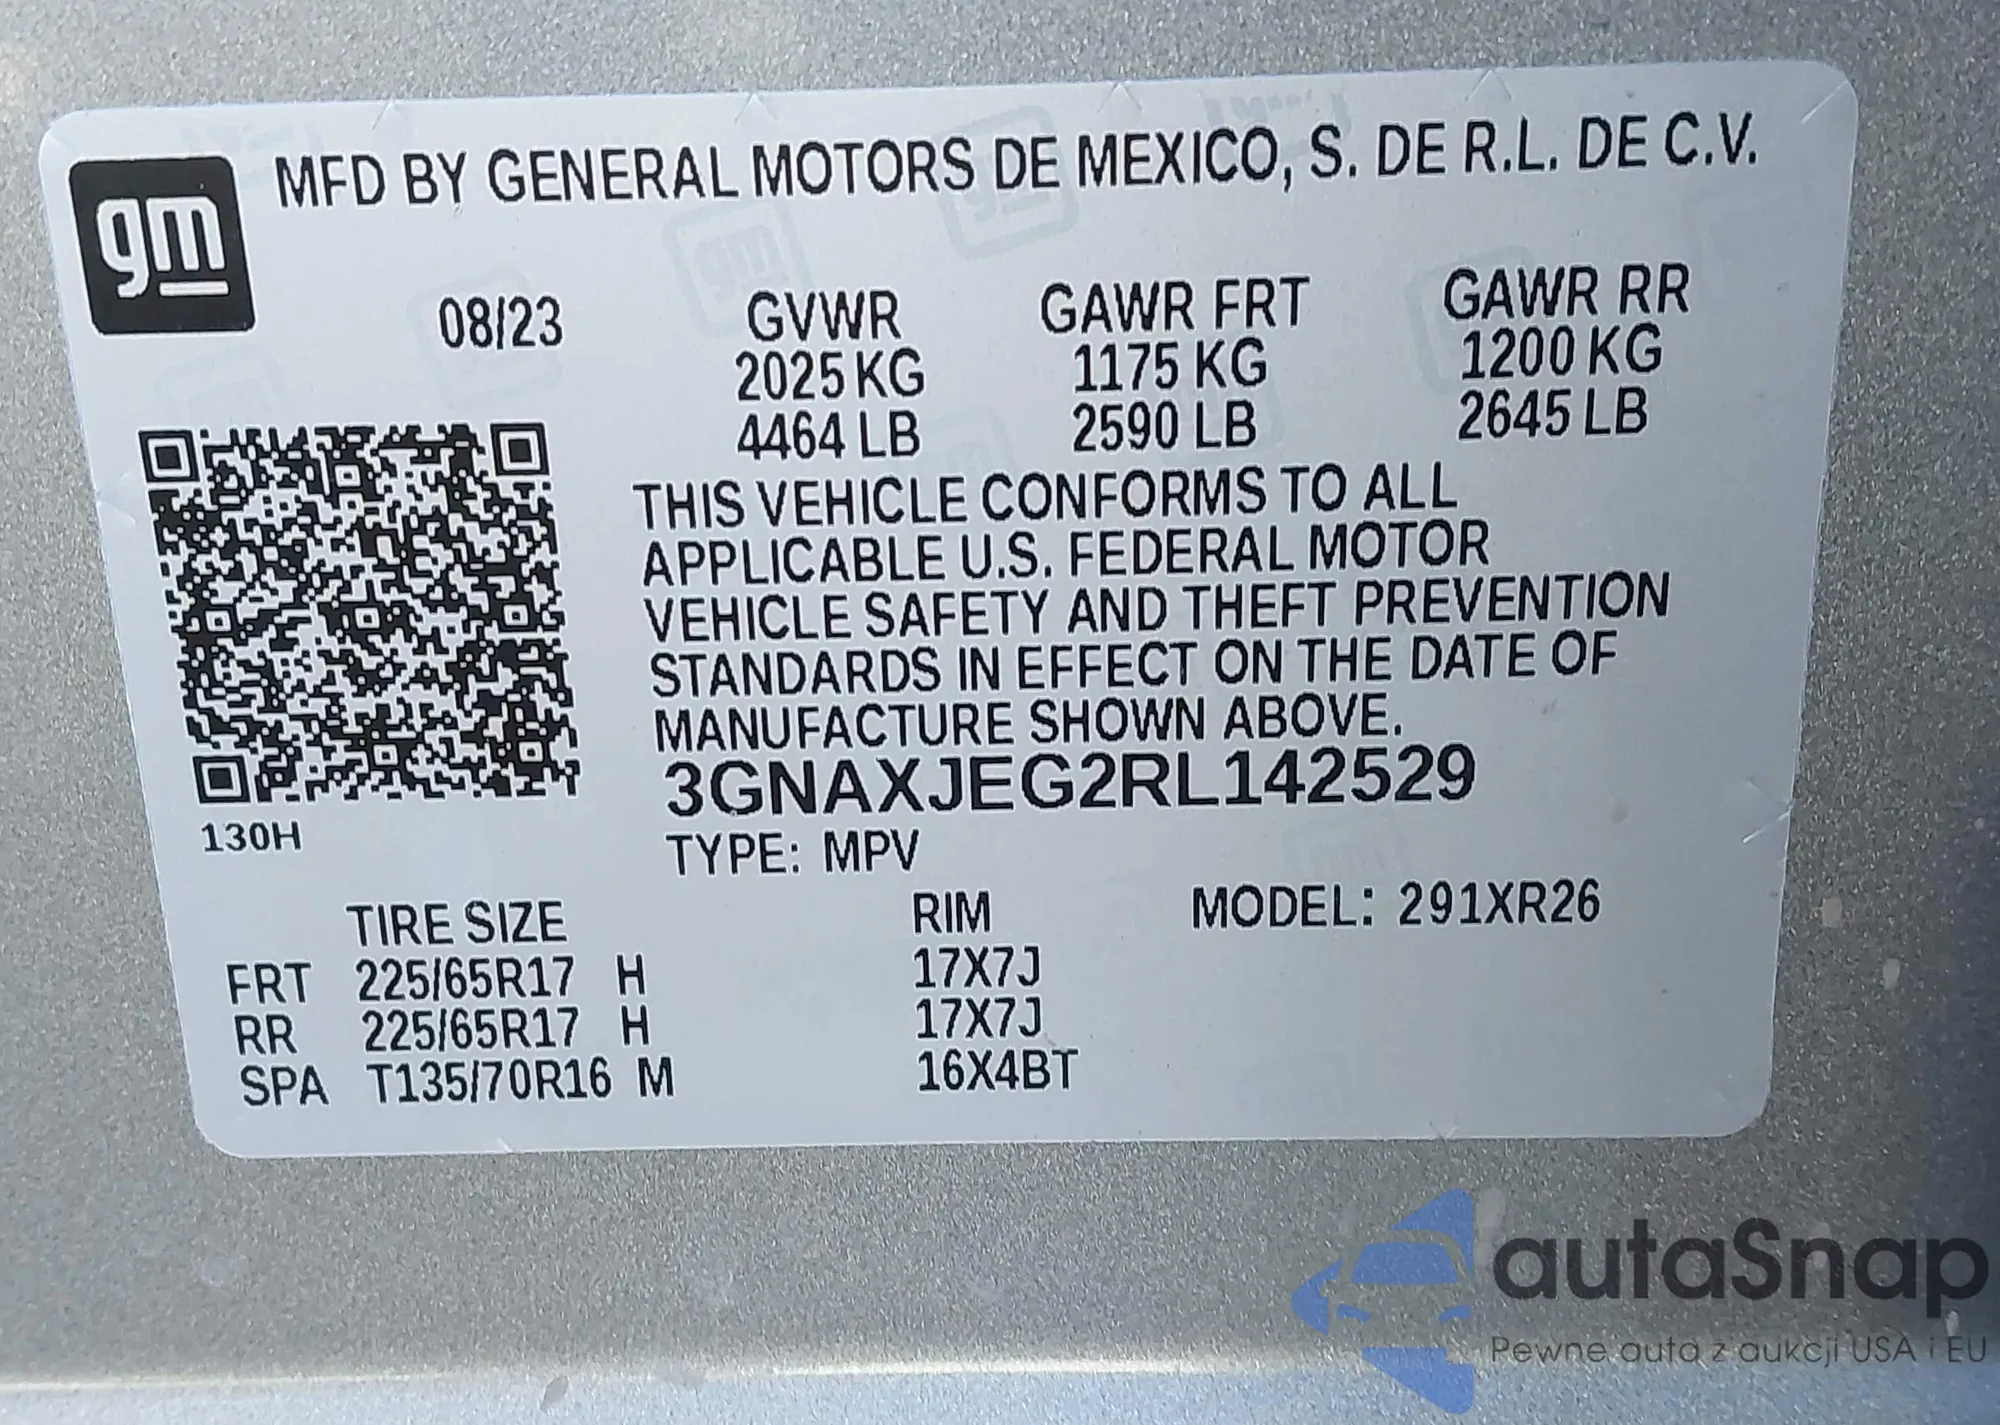 gm
MFD BY GENERAL MOTORS DE MEXICO, S. DE R.L. DE C.V.
08/23 GVWR GAWR FRT GAWR RR
2025 KG 1175 KG 1200 KG
4464 LB 2590 LB 2645 LB
THIS VEHICLE CONFORMS TO ALL
APPLICABLE U.S. FEDERAL MOTOR
VEHICLE SAFETY AND THEFT PREVENTION
STANDARDS IN EFFECT ON THE DATE OF
MANUFACTURE SHOWN ABOVE.
3GNAXJEG2RL142529
130H
TYPE: MPV
TIRE SIZE RIM MODEL: 291XR26
FRT 225/65R17 H 17X7J
RR 225/65R17 H 17X7J
SPA T135/70R16 M 16X4BT
autaSnap
Pewne auta z aukcji USA i EU